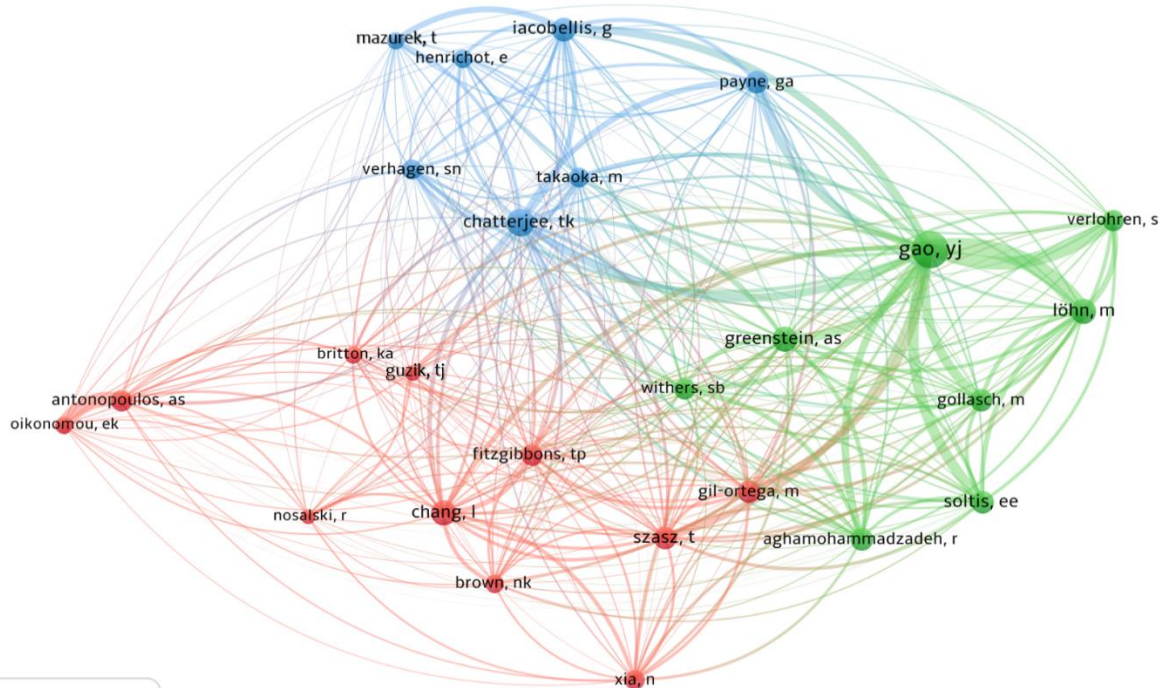 iacobellis, g
mazurek, t
henrichot, e
payne, ga
verhagen, sn
takaoka, m
chatterjee, tk
verlohren, s
gao, yj
löhn, m
greenstein, as
britton, ka
guzik, tj
withers, sb
antonopoulos, as
gollasch, m
oikonomou, ek
fitzgibbons, tp
gil-ortega, m
soltis, ee
nosalski, r
chang, l
szasz, t
aghamohammadzadeh, r
brown, nk
xia, n